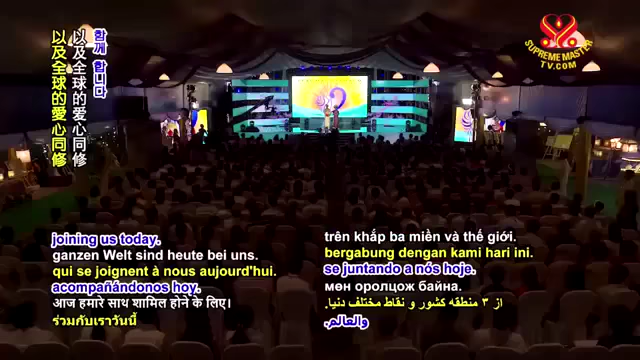 함께 합니다
以及全球的爱心同修
以及全球的愛心同修
SUPREME MASTER
TV.COM
joining us today.
ganzen Welt sind heute bei uns.
qui se joignent à nous aujourd'hui.
acompañándonos hoy.
आज हमारे साथ शामिल होने के लिए।
ร่วมกับเราวันนี้
trên khắp ba miền và thế giới.
bergabung dengan kami hari ini.
se juntando a nós hoje.
мөн оролцож байна.
از ۳ منطقه کشور و نقاط مختلف دنیا.
والعالم.